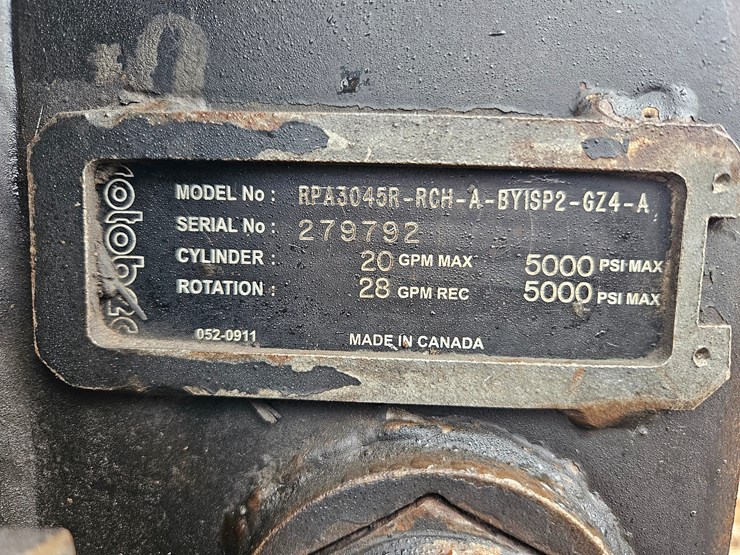 rotobec
MODEL No : RPA3045R-RCH-A-BY1SP2-GZ4-A
SERIAL No : 279792
CYLINDER : 20 GPM MAX 5000 PSI MAX
ROTATION : 28 GPM REC 5000 PSI MAX
052-0911 MADE IN CANADA